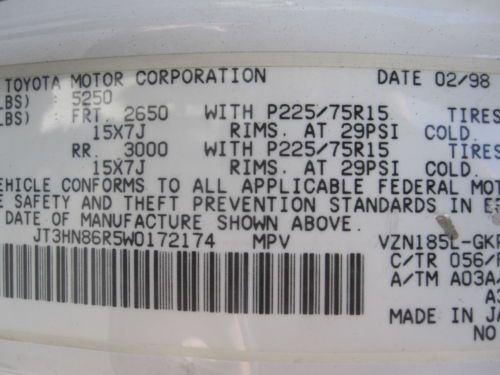 TOYOTA MOTOR CORPORATION DATE 02/98
LBS) : 5250
LBS) FRT. 2650 WITH P225/75R15 TIRES
15X7J RIMS. AT 29PSI COLD.
RR. 3000 WITH P225/75R15 TIRES
15X7J RIMS. AT 29PSI COLD.
VEHICLE CONFORMS TO ALL APPLICABLE FEDERAL MOT
SAFETY AND THEFT PREVENTION STANDARDS IN
DATE OF MANUFACTURE SHOWN ABOVE.
JT3HN86R5W0172174 MPV VZN185L-GK
C/TR 056/
A/TM A03A/
MADE IN JA
NO